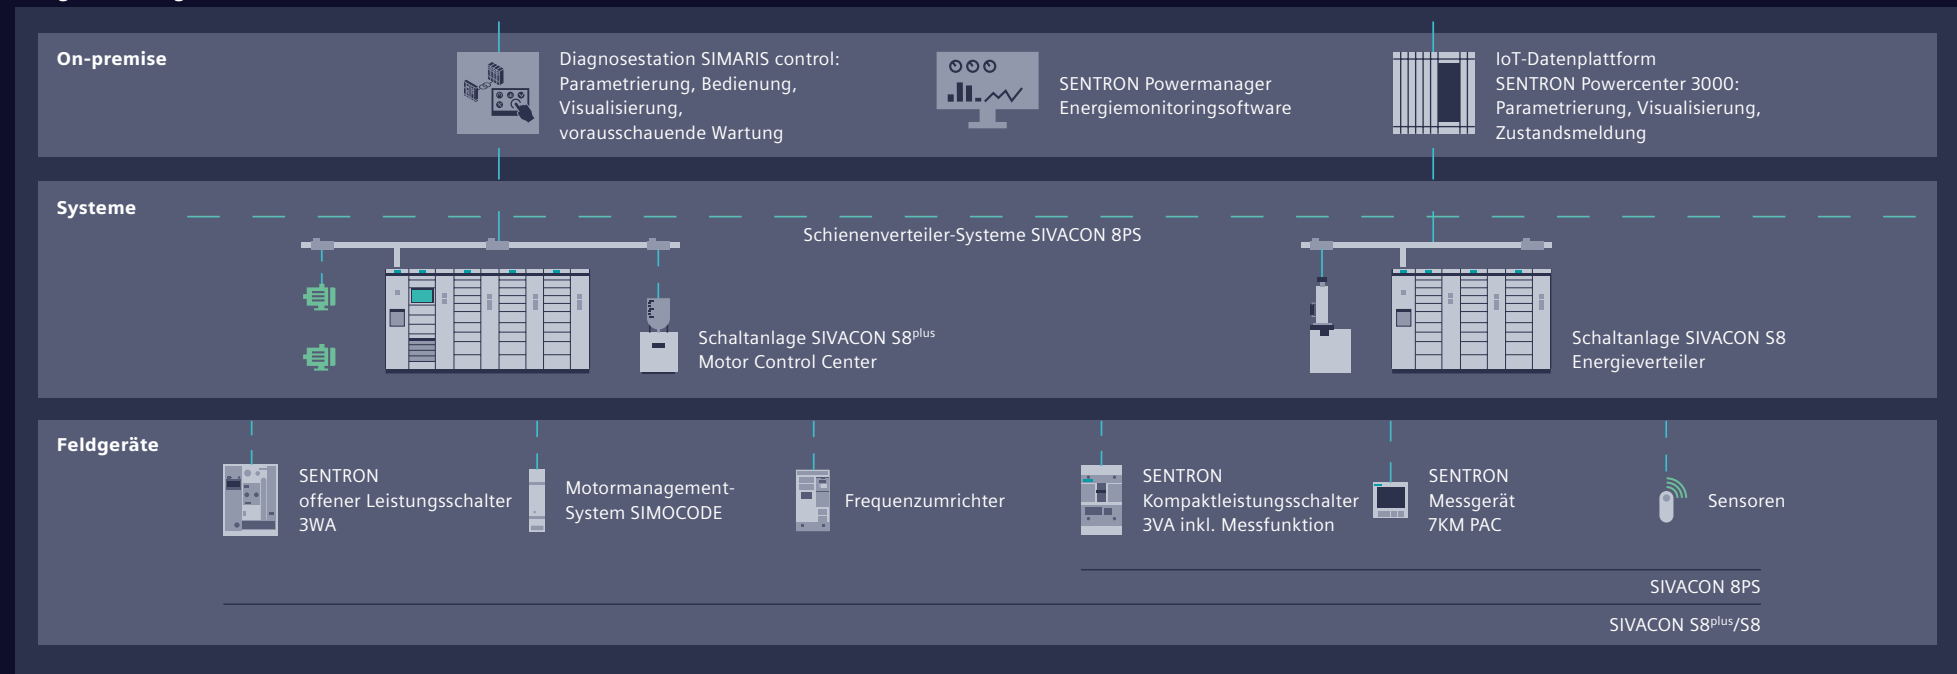 On-premise
Diagnosestation SIMARIS control:
Parametrierung, Bedienung,
Visualisierung,
vorausschauende Wartung
SENTRON Powermanager
Energiemonitoringsoftware
IoT-Datenplattform
SENTRON Powercenter 3000:
Parametrierung, Visualisierung,
Zustandsmeldung
Systeme
Schienenverteiler-Systeme SIVACON 8PS
Schaltanlage SIVACON S8plus
Motor Control Center
Schaltanlage SIVACON S8
Energieverteiler
Feldgeräte
SENTRON
offener Leistungsschalter
3WA
Motormanagement-
System SIMOCODE
Frequenzumrichter
SENTRON
Kompaktleistungsschalter
3VA inkl. Messfunktion
SENTRON
Messgerät
7KM PAC
Sensoren
SIVACON 8PS
SIVACON S8plus/S8